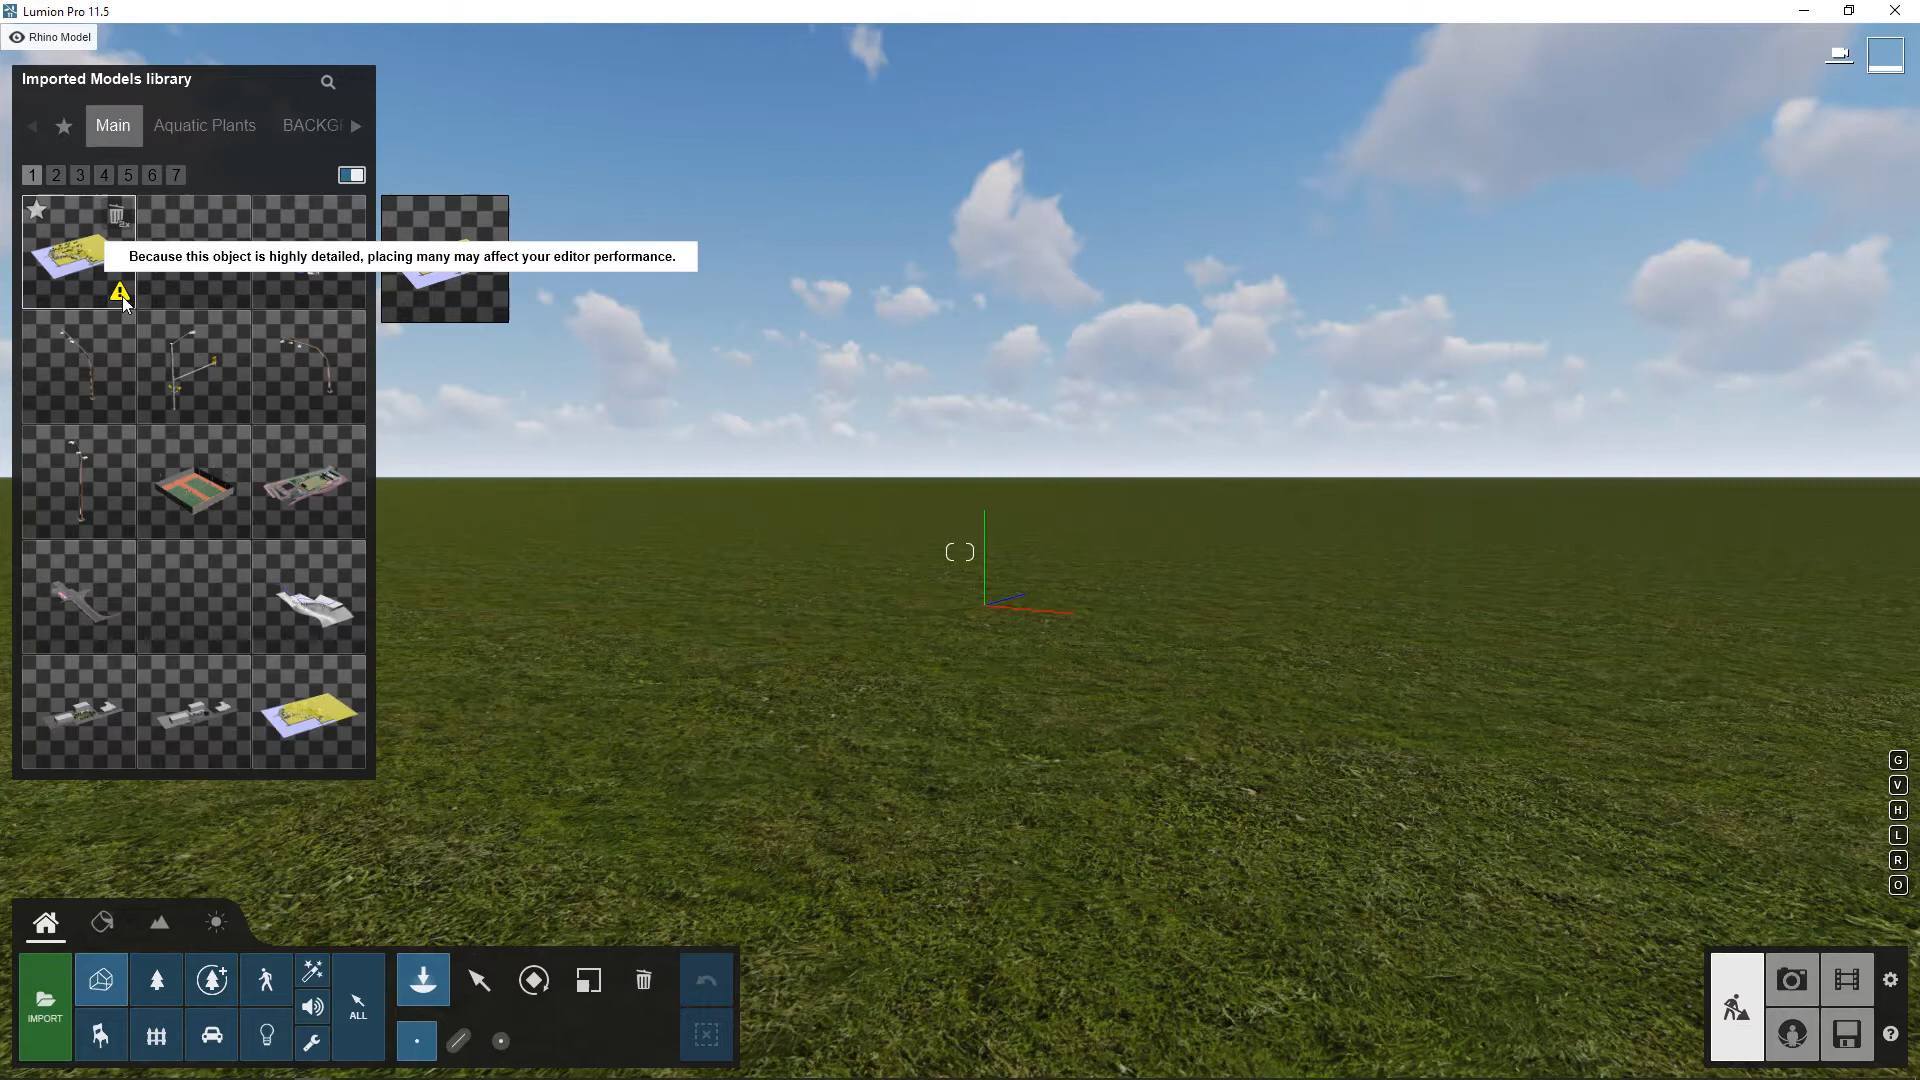 Lumion Pro 11.5
Rhino Model
Imported Models library
Main Aquatic Plants BACKG
1 2 3 4 5 6 7
2x
Because this object is highly detailed, placing many may affect your editor performance.
G
V
H
L
R
O
IMPORT
ALL
?